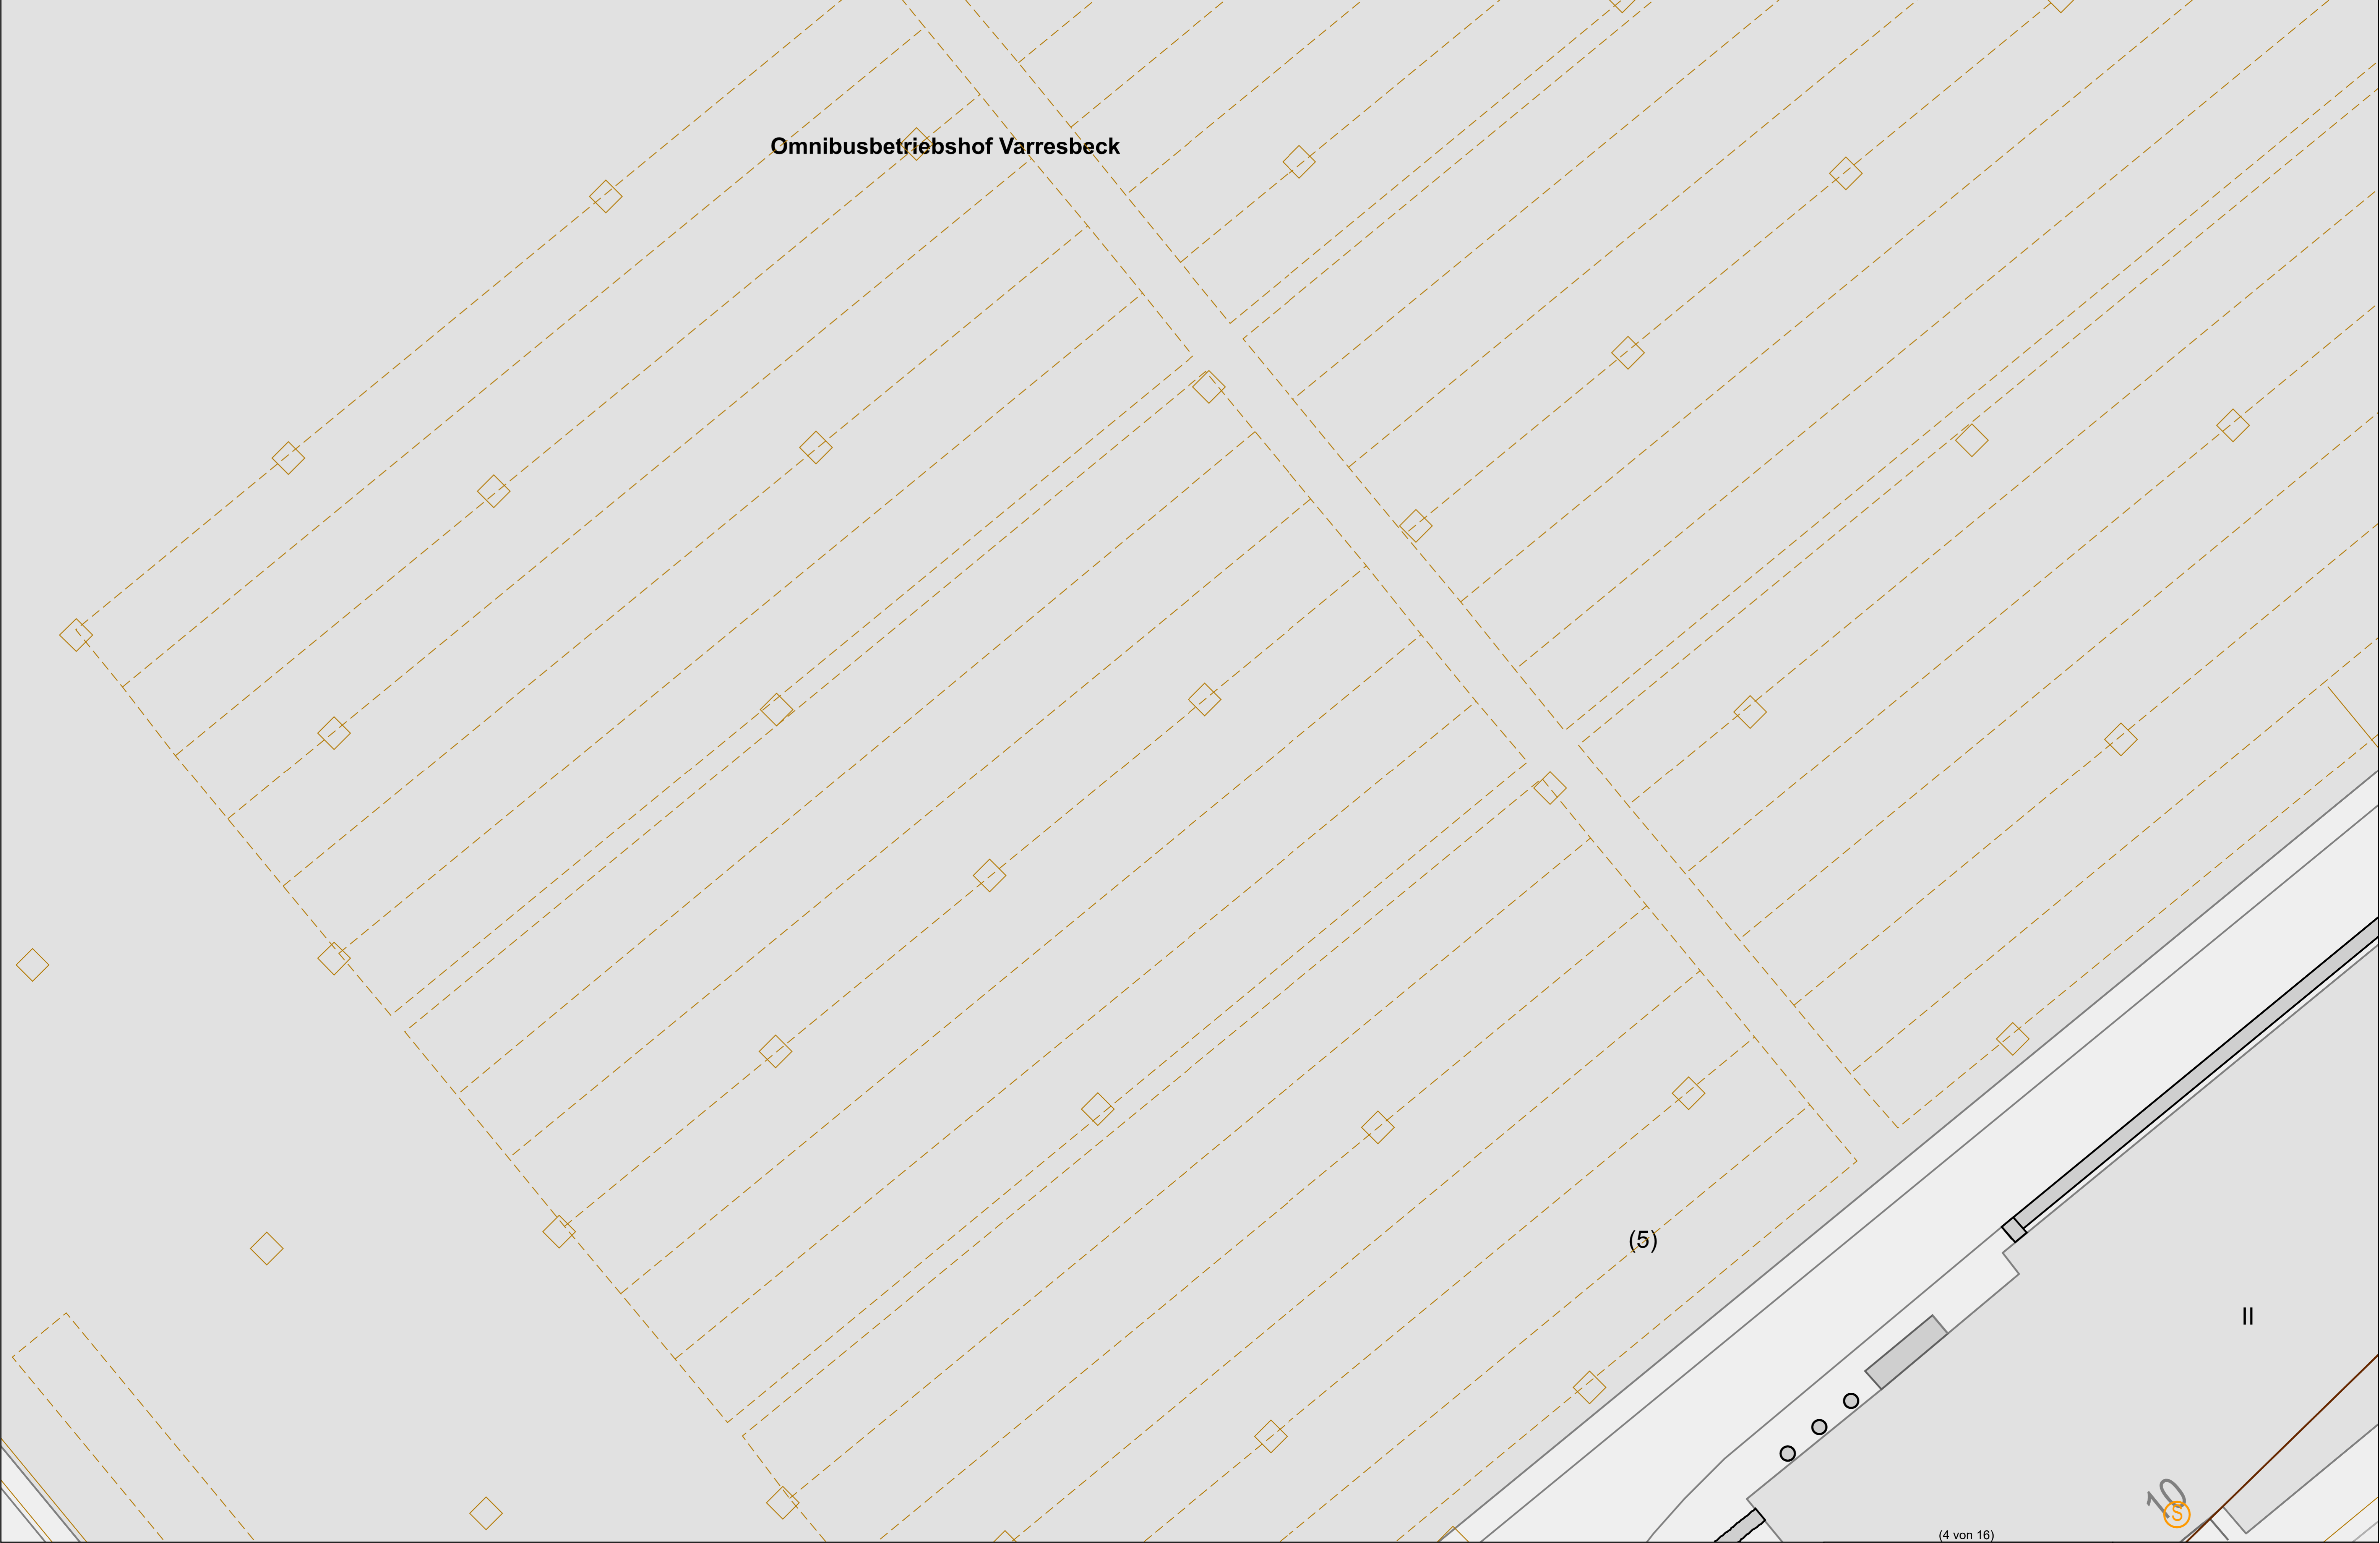 Omnibusbetriebshof Varresbeck
(5)
II
10
S
(4 von 16)